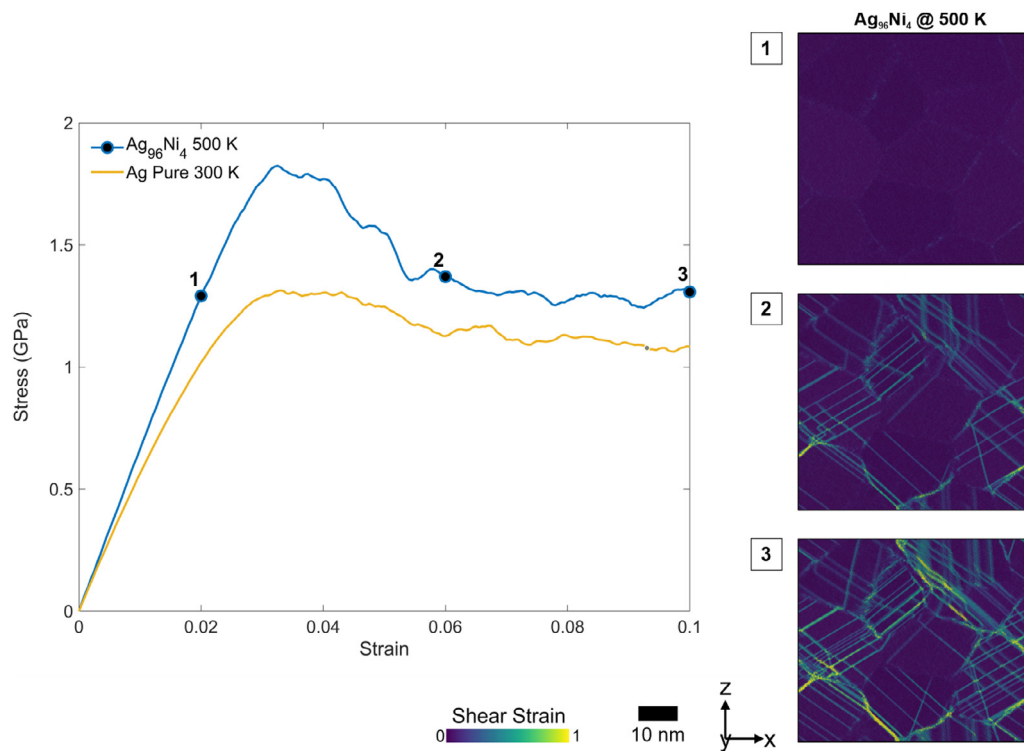 Ag₉₆Ni₄ @ 500 K
1
2
Ag₉₆Ni₄ 500 K
Ag Pure 300 K
1.5
1
2
3
1
0.5
0
0 0.02 0.04 0.06 0.08 0.1
Stress (GPa)
Strain
2
3
Shear Strain
0 1
10 nm
z
y x